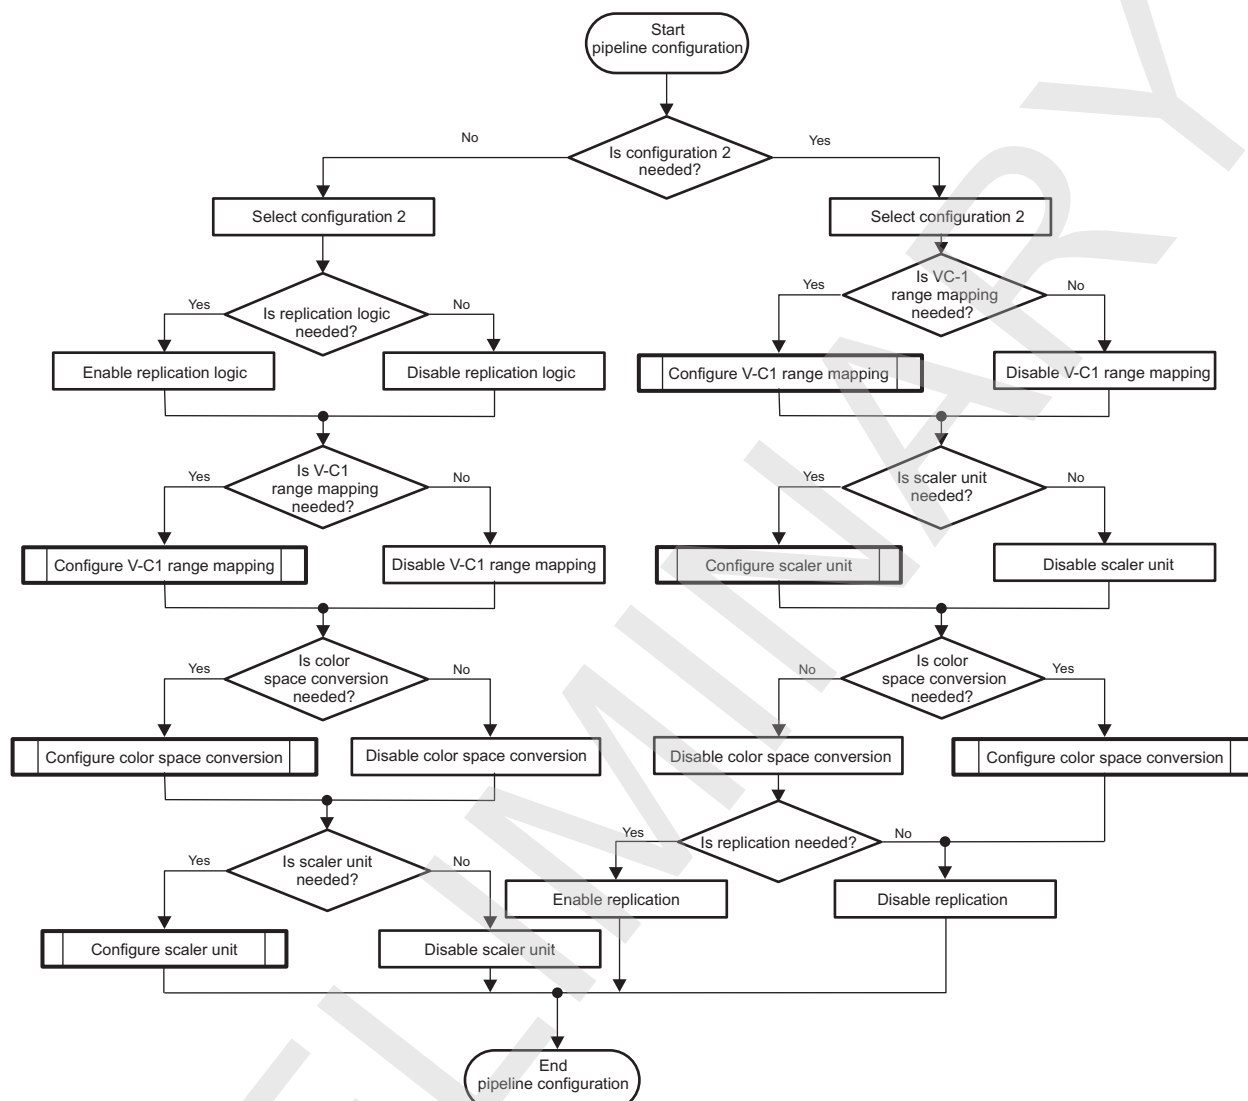 Start
pipeline configuration
Is configuration 2
needed?
No
Yes
Select configuration 2
Select configuration 2
Is replication logic
needed?
Yes
No
Is VC-1
range mapping
needed?
Yes
No
Enable replication logic
Disable replication logic
Configure V-C1 range mapping
Disable V-C1 range mapping
Is V-C1
range mapping
needed?
Yes
No
Is scaler unit
needed?
Yes
No
Configure V-C1 range mapping
Disable V-C1 range mapping
Configure scaler unit
Disable scaler unit
Is color
space conversion
needed?
Yes
No
Is color
space conversion
needed?
No
Yes
Configure color space conversion
Disable color space conversion
Disable color space conversion
Configure color space conversion
Is scaler unit
needed?
Yes
No
Is replication needed?
Yes
No
Enable replication
Disable replication
Configure scaler unit
Disable scaler unit
End
pipeline configuration
ELIMINARY